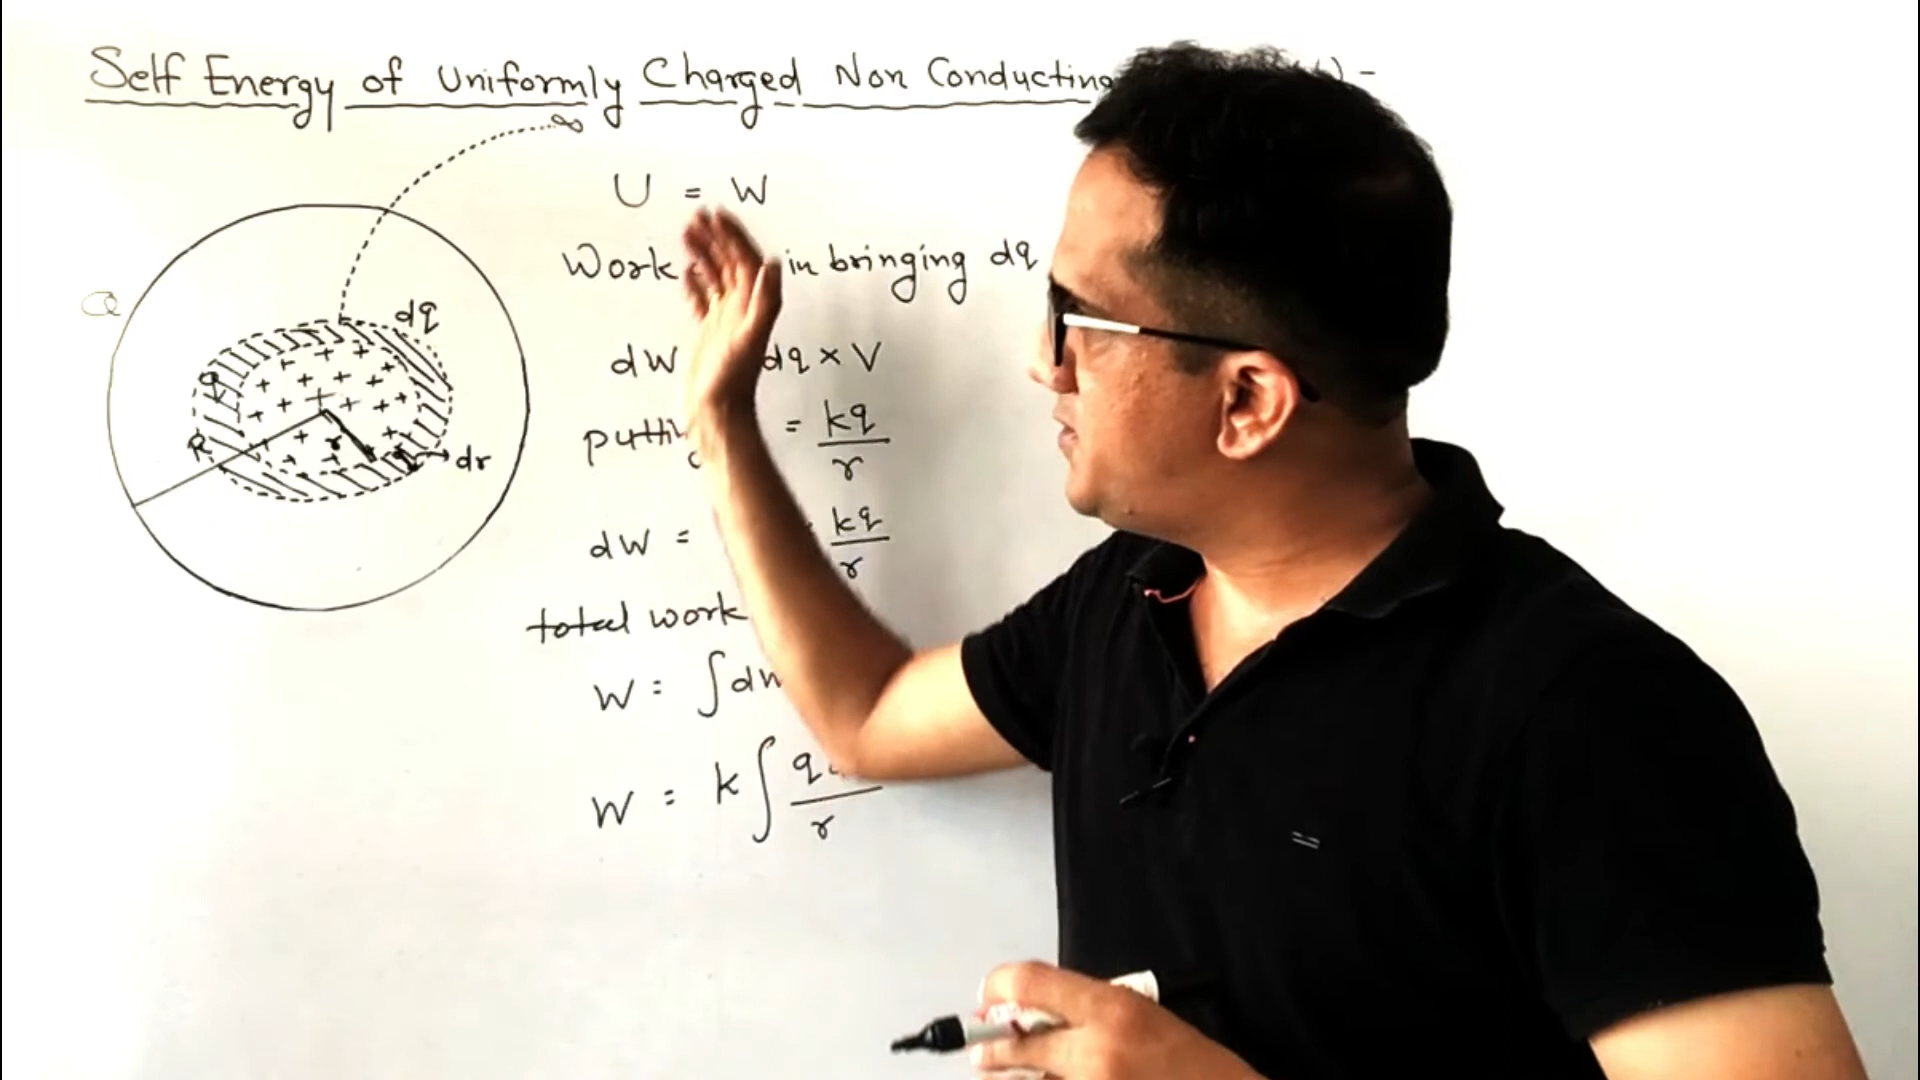 Self Energy of Uniformly Charged Non Conducting
∞
U = W
Q
Work in bringing dq
dq
dw dq × V
q
putting = kq/r
R
r
dr
dw = kq/r
total work
W = ∫dw
W = k∫ q/r